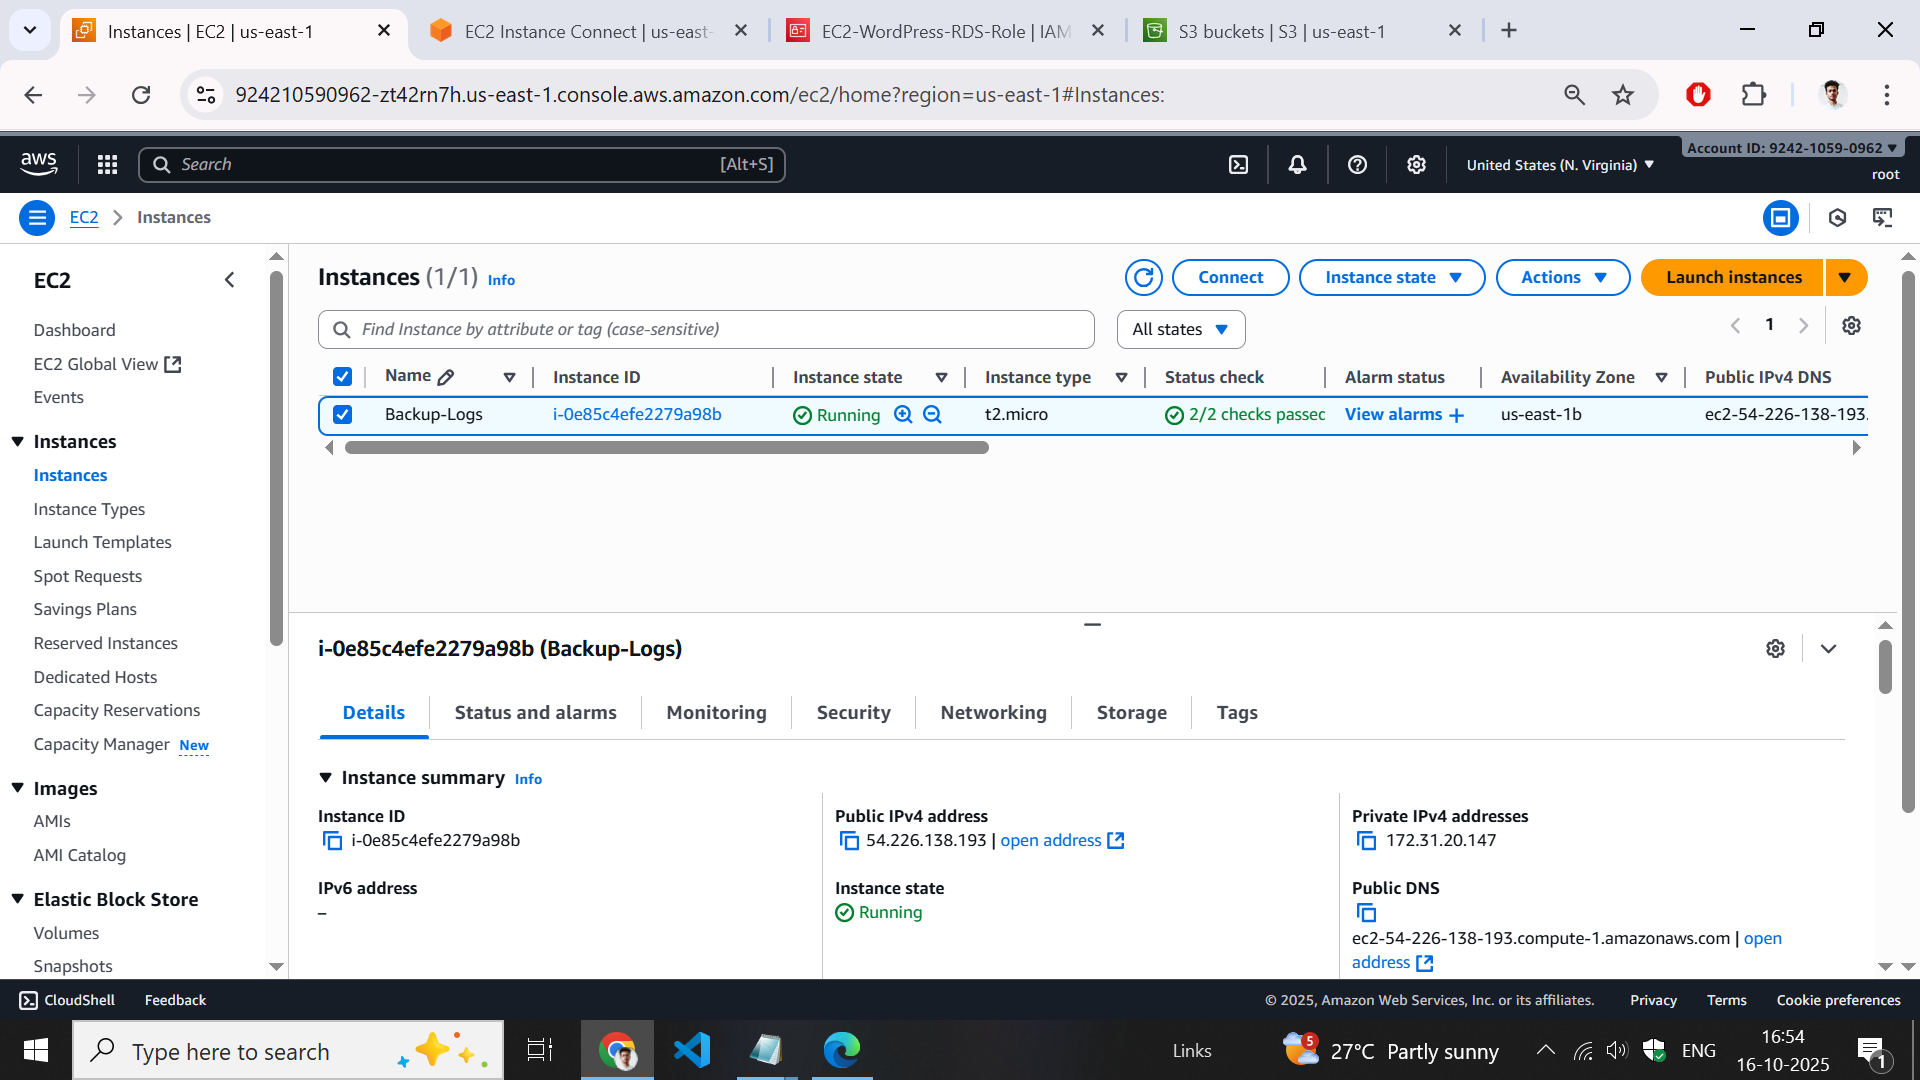 Instances | EC2 | us-east-1
EC2 Instance Connect | us-east-
EC2-WordPress-RDS-Role | IAM
S3 buckets | S3 | us-east-1
924210590962-zt42rn7h.us-east-1.console.aws.amazon.com/ec2/home?region=us-east-1#Instances:
aws
Search
[Alt+S]
United States (N. Virginia)
Account ID: 9242-1059-0962
root
EC2
Instances
EC2
Dashboard
EC2 Global View
Events
Instances
Instances
Instance Types
Launch Templates
Spot Requests
Savings Plans
Reserved Instances
Dedicated Hosts
Capacity Reservations
Capacity Manager New
Images
AMIs
AMI Catalog
Elastic Block Store
Volumes
Snapshots
Instances (1/1) Info
Connect
Instance state
Actions
Launch instances
Find Instance by attribute or tag (case-sensitive)
All states
1
Name
Instance ID
Instance state
Instance type
Status check
Alarm status
Availability Zone
Public IPv4 DNS
Backup-Logs
i-0e85c4efe2279a98b
Running
t2.micro
2/2 checks passed
View alarms
us-east-1b
ec2-54-226-138-193.
i-0e85c4efe2279a98b (Backup-Logs)
Details
Status and alarms
Monitoring
Security
Networking
Storage
Tags
Instance summary Info
Instance ID
i-0e85c4efe2279a98b
IPv6 address
–
Public IPv4 address
54.226.138.193 | open address
Instance state
Running
Private IPv4 addresses
172.31.20.147
Public DNS
ec2-54-226-138-193.compute-1.amazonaws.com | open
address
CloudShell
Feedback
© 2025, Amazon Web Services, Inc. or its affiliates.
Privacy
Terms
Cookie preferences
Type here to search
Links
5
27°C Partly sunny
ENG
16:54
16-10-2025
1